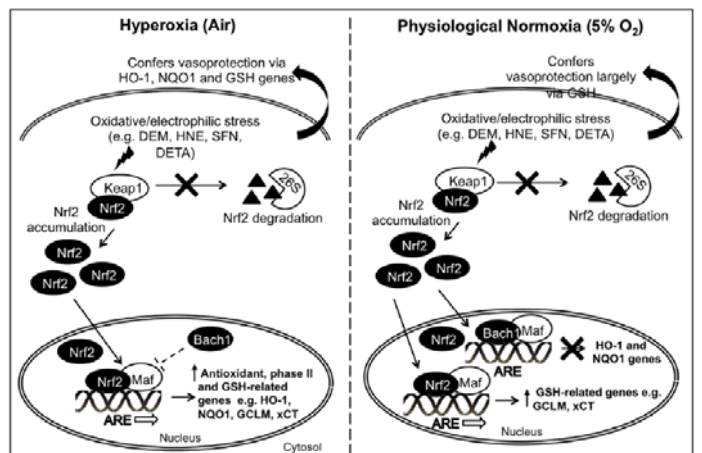 Hyperoxia (Air)
Confers vasoprotection via
HO-1, NQO1 and GSH genes
Oxidative/electrophilic stress
(e.g. DEM, HNE, SFN,
DETA)
Keap1
Nrf2
26S
Nrf2 degradation
Nrf2
accumulation
Nrf2
Nrf2
Nrf2
Nrf2
Bach1
Nrf2
Maf
ARE
↑ Antioxidant, phase II
and GSH-related
genes e.g. HO-1,
NQO1, GCLM, xCT
Nucleus
Cytosol
Physiological Normoxia (5% O₂)
Confers
vasoprotection largely
via GSH
Oxidative/electrophilic stress
(e.g. DEM, HNE, SFN, DETA)
Keap1
Nrf2
26S
Nrf2 degradation
Nrf2
accumulation
Nrf2
Nrf2
Nrf2
Nrf2
Bach1
Maf
ARE
HO-1 and
NQO1 genes
Nrf2
Maf
ARE
↑ GSH-related genes e.g.
GCLM, xCT
Nucleus